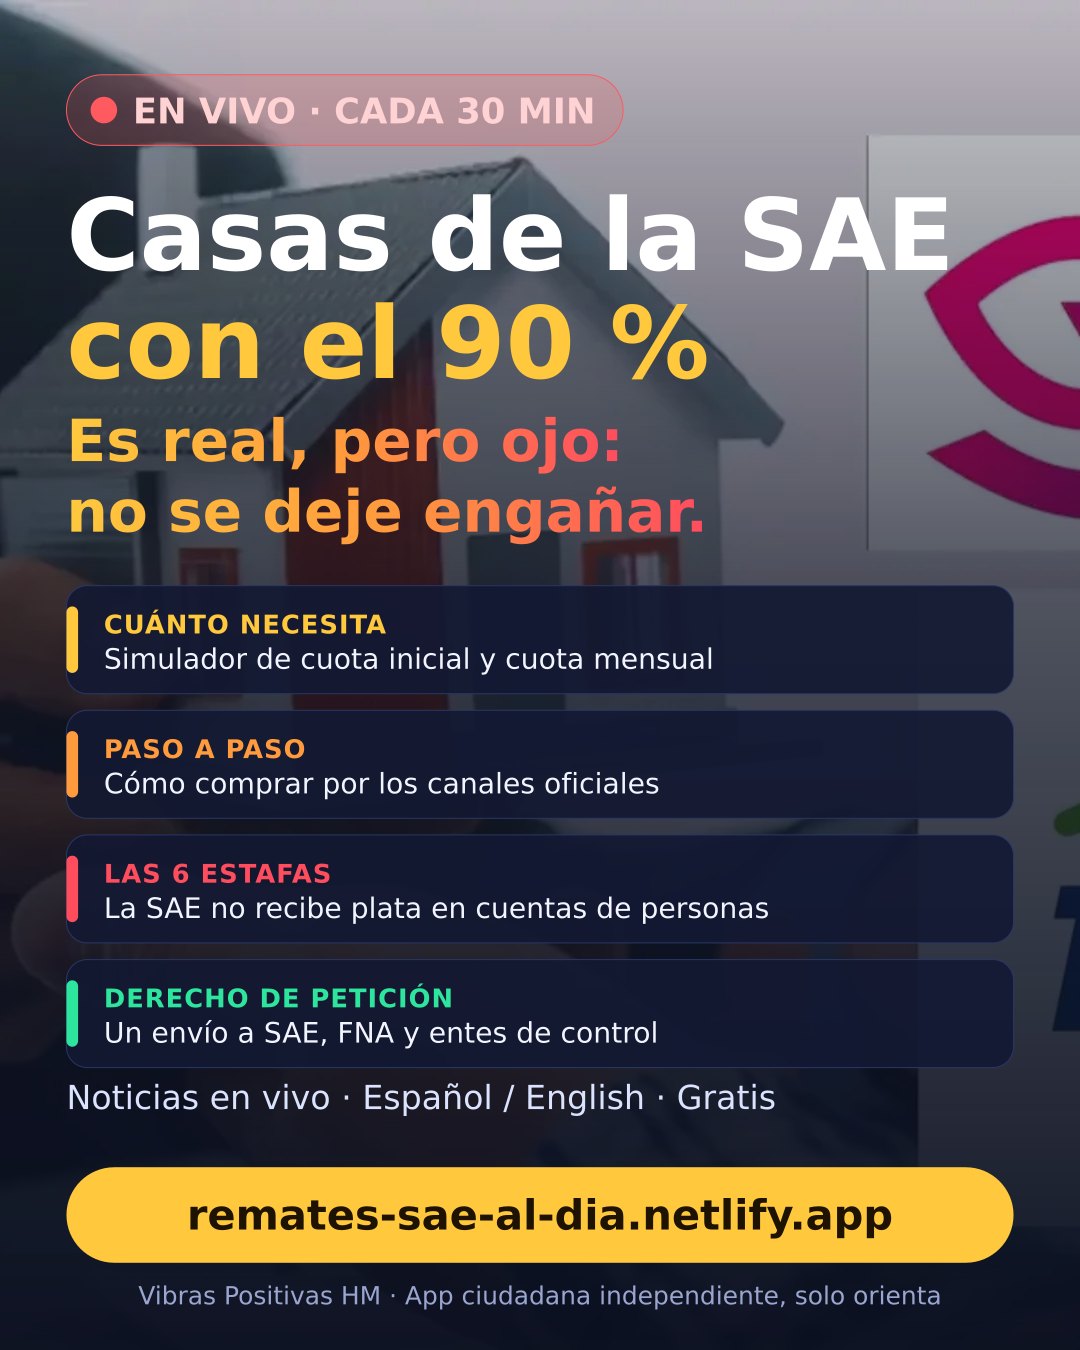 EN VIVO · CADA 30 MIN
Casas de la SAE
con el 90 %
Es real, pero ojo:
no se deje engañar.
CUÁNTO NECESITA
Simulador de cuota inicial y cuota mensual
PASO A PASO
Cómo comprar por los canales oficiales
LAS 6 ESTAFAS
La SAE no recibe plata en cuentas de personas
DERECHO DE PETICIÓN
Un envío a SAE, FNA y entes de control
Noticias en vivo · Español / English · Gratis
remates-sae-al-dia.netlify.app
Vibras Positivas HM · App ciudadana independiente, solo orienta